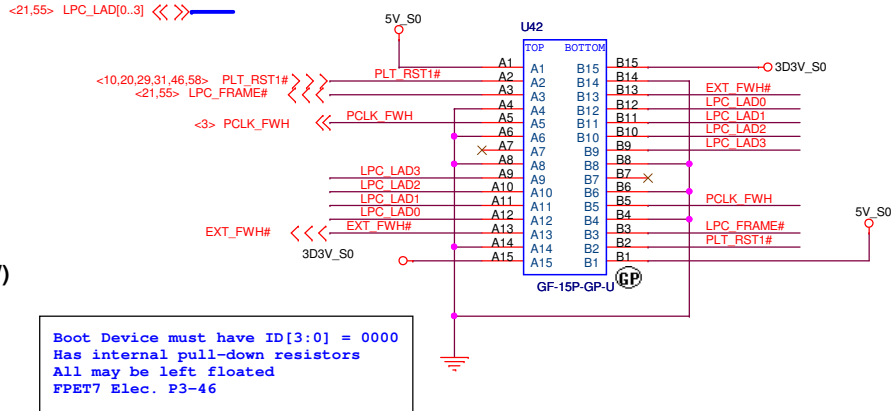 <21,55> LPC_LAD[0..3]
5V_S0
U42
TOP BOTTOM
A1 A1 B15 B15 3D3V_S0
<10,20,29,31,46,58> PLT_RST1# PLT_RST1# A2 A2 B14 B14
<21,55> LPC_FRAME# A3 A3 B13 B13 EXT_FWH#
A4 A4 B12 B12 LPC_LAD0
<3> PCLK_FWH PCLK_FWH A5 A5 B11 B11 LPC_LAD1
A6 A6 B10 B10 LPC_LAD2
A7 A7 B9 B9 LPC_LAD3
A8 A8 B8 B8
LPC_LAD3 A9 A9 B7 B7
LPC_LAD2 A10 A10 B6 B6
LPC_LAD1 A11 A11 B5 B5 PCLK_FWH
LPC_LAD0 A12 A12 B4 B4
EXT_FWH# EXT_FWH# A13 A13 B3 B3 LPC_FRAME#
A14 A14 B2 B2 PLT_RST1#
3D3V_S0 A15 A15 B1 B1 5V_S0
GF-15P-GP-U GP
)
Boot Device must have ID[3:0] = 0000
Has internal pull-down resistors
All may be left floated
FPET7 Elec. P3-46